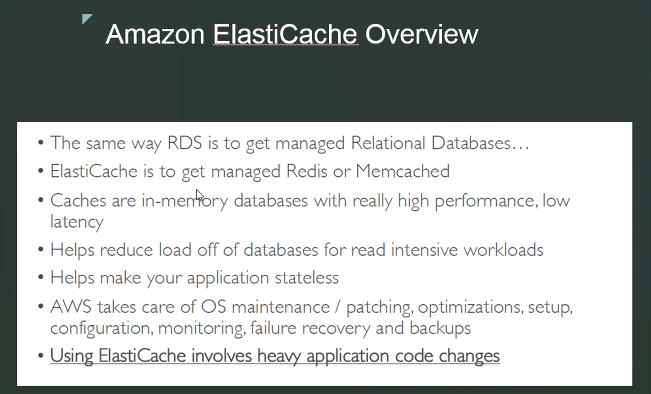 Amazon ElastiCache Overview
• The same way RDS is to get managed Relational Databases…
• ElastiCache is to get managed Redis or Memcached
• Caches are in-memory databases with really high performance, low
latency
• Helps reduce load off of databases for read intensive workloads
• Helps make your application stateless
• AWS takes care of OS maintenance / patching, optimizations, setup,
configuration, monitoring, failure recovery and backups
• Using ElastiCache involves heavy application code changes